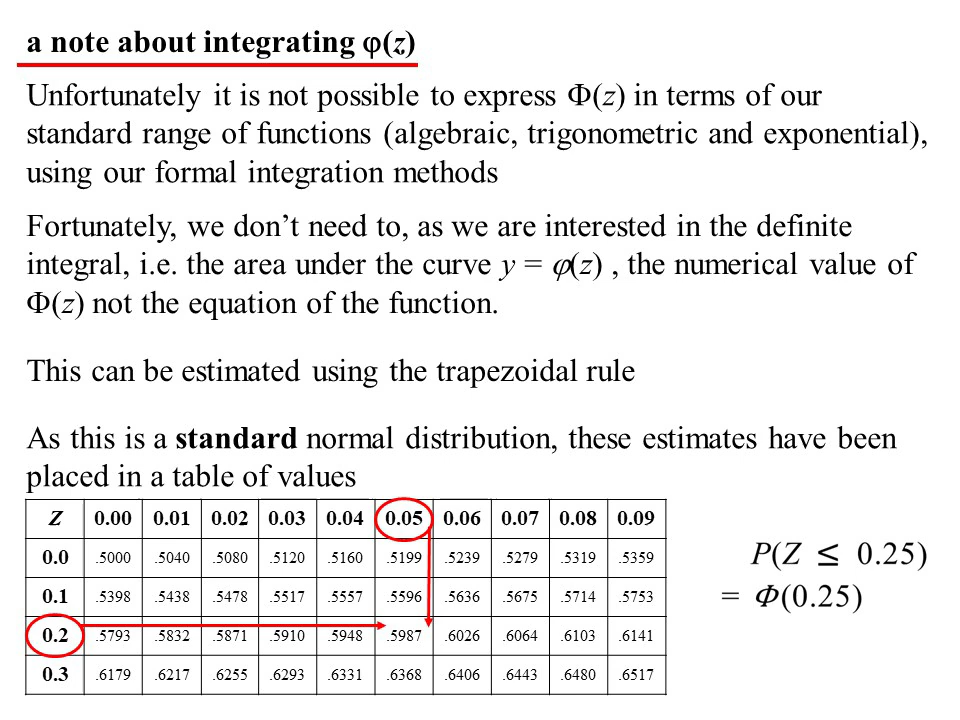 a note about integrating φ(z)
Unfortunately it is not possible to express Φ(z) in terms of our
standard range of functions (algebraic, trigonometric and exponential),
using our formal integration methods
Fortunately, we don’t need to, as we are interested in the definite
integral, i.e. the area under the curve y = φ(z) , the numerical value of
Φ(z) not the equation of the function.
This can be estimated using the trapezoidal rule
As this is a standard normal distribution, these estimates have been
placed in a table of values
Z 0.00 0.01 0.02 0.03 0.04 0.05 0.06 0.07 0.08 0.09
0.0 .5000 .5040 .5080 .5120 .5160 .5199 .5239 .5279 .5319 .5359
0.1 .5398 .5438 .5478 .5517 .5557 .5596 .5636 .5675 .5714 .5753
0.2 .5793 .5832 .5871 .5910 .5948 .5987 .6026 .6064 .6103 .6141
0.3 .6179 .6217 .6255 .6293 .6331 .6368 .6406 .6443 .6480 .6517
P(Z ≤ 0.25)
= Φ(0.25)